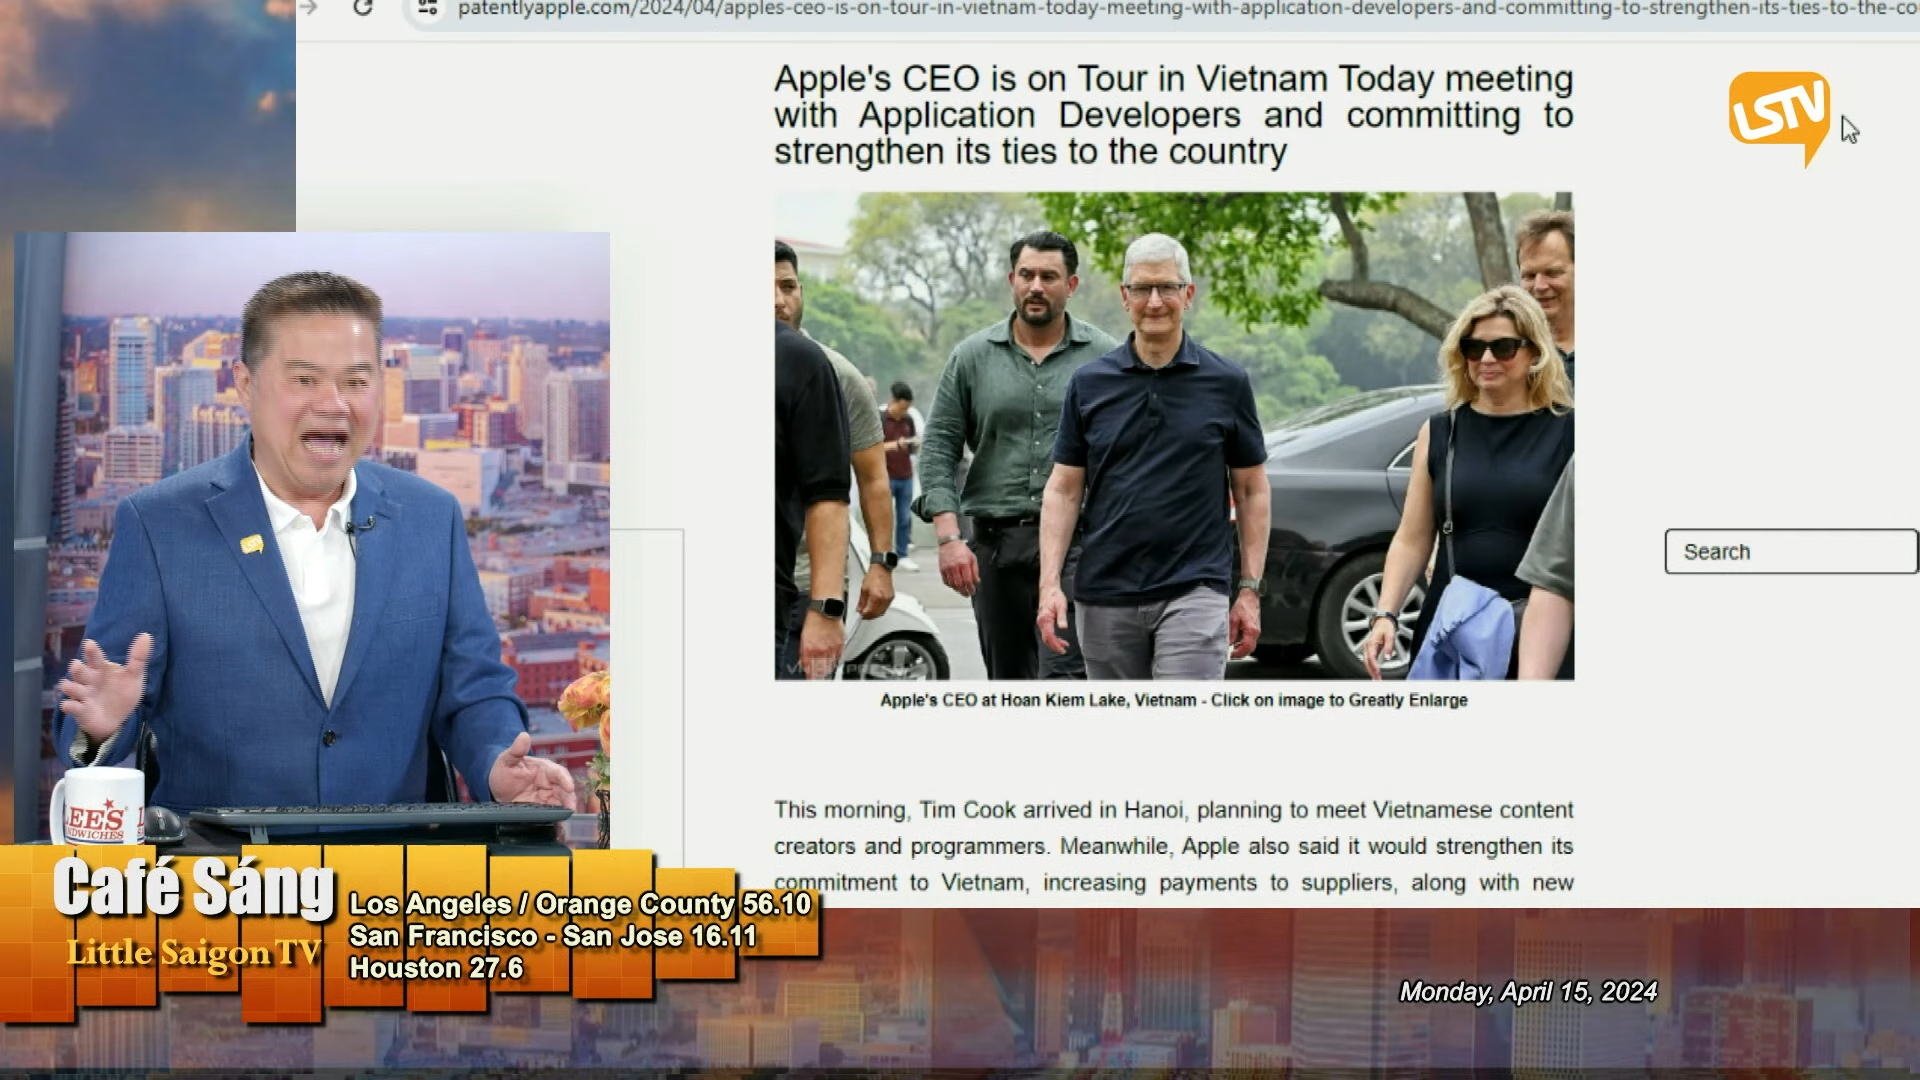 patentlyapple.com/2024/04/apples-ceo-is-on-tour-in-vietnam-today-meeting-with-application-developers-and-committing-to-strengthen-its-ties-to-the-co
Apple's CEO is on Tour in Vietnam Today meeting
with Application Developers and committing to
strengthen its ties to the country
LSTV
Search
Apple's CEO at Hoan Kiem Lake, Vietnam - Click on image to Greatly Enlarge
This morning, Tim Cook arrived in Hanoi, planning to meet Vietnamese content
creators and programmers. Meanwhile, Apple also said it would strengthen its
commitment to Vietnam, increasing payments to suppliers, along with new
LEE'S
SANDWICHES
Café Sáng
Little Saigon TV
Los Angeles / Orange County 56.10
San Francisco - San Jose 16.11
Houston 27.6
Monday, April 15, 2024